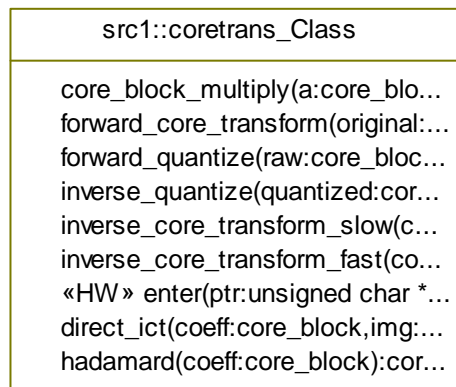 src1::coretrans_Class
core_block_multiply(a:core_blo...
forward_core_transform(original:...
forward_quantize(raw:core_bloc...
inverse_quantize(quantized:cor...
inverse_core_transform_slow(c...
inverse_core_transform_fast(co...
«HW» enter(ptr:unsigned char *...
direct_ict(coeff:core_block,img:...
hadamard(coeff:core_block):cor...